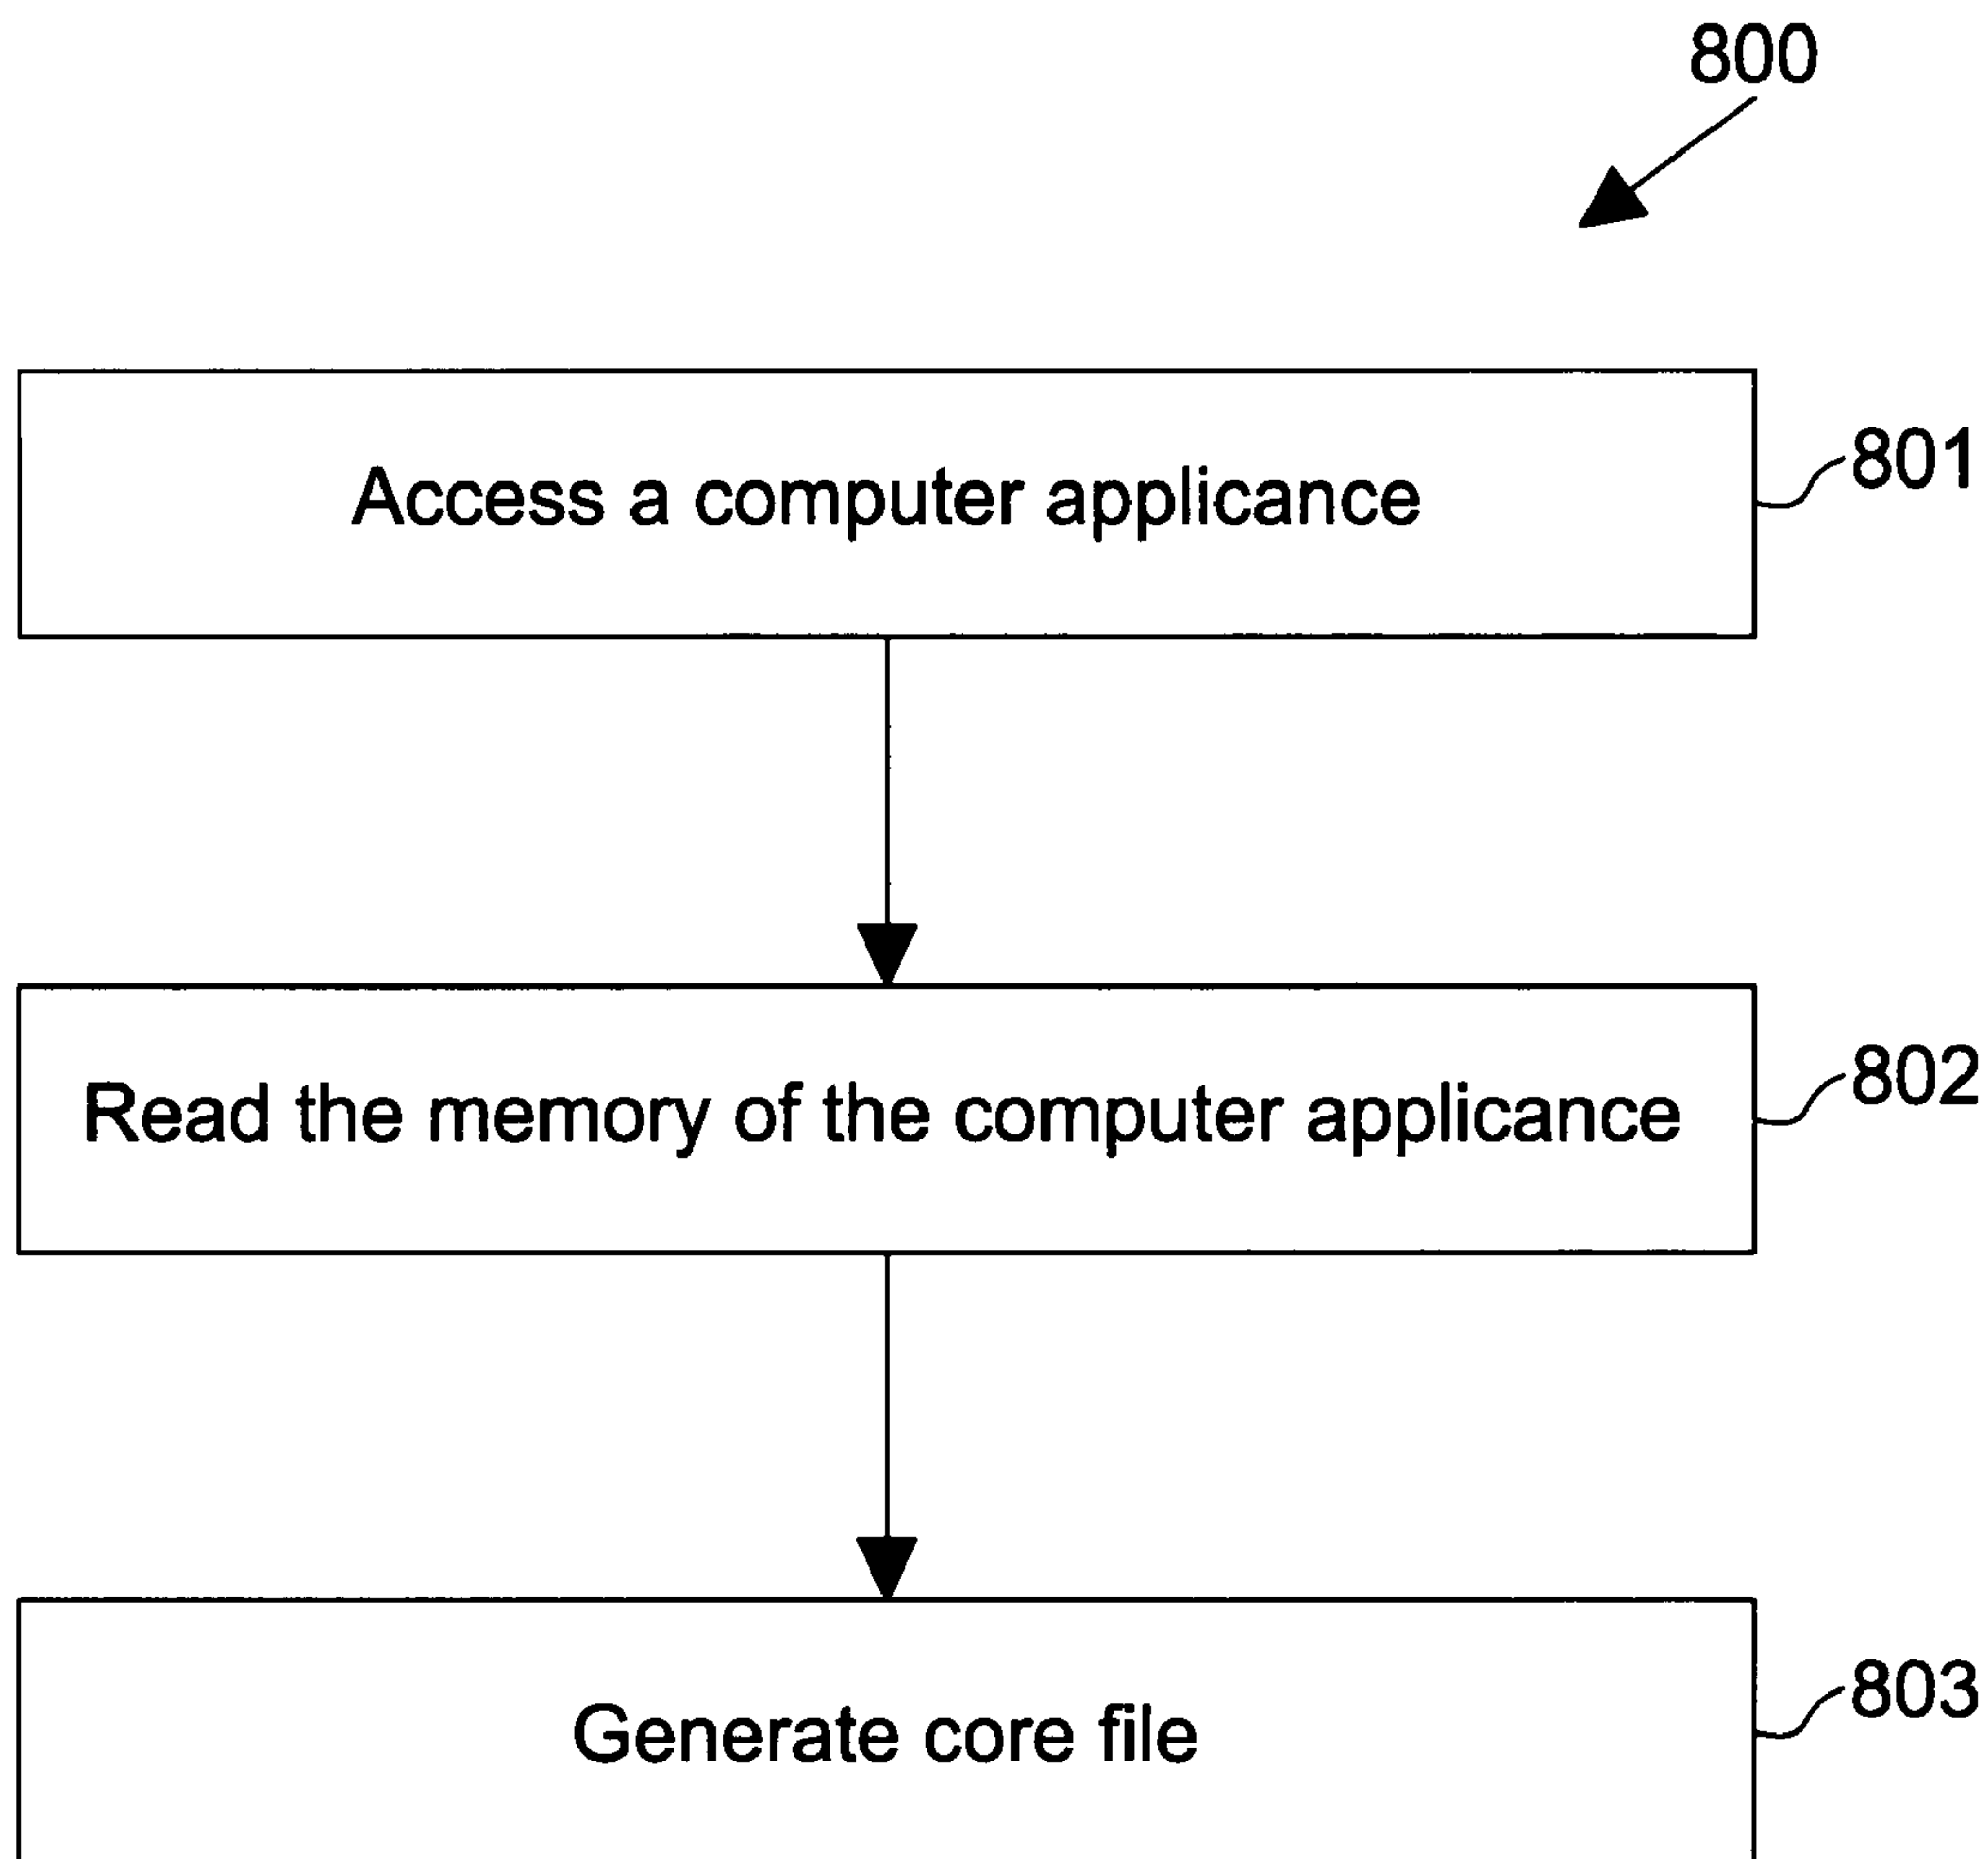 800
Access a computer applicance
801
Read the memory of the computer applicance
802
Generate core file
803